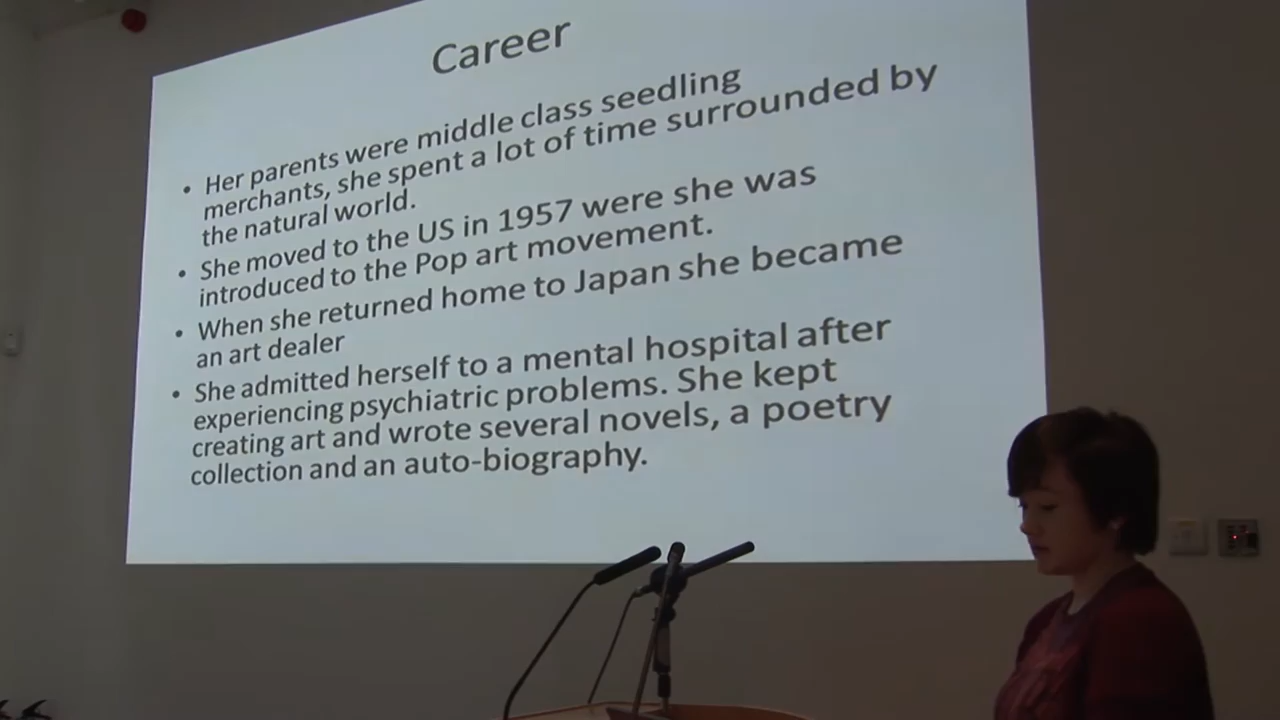 Career
• Her parents were middle class seedling
merchants, she spent a lot of time surrounded by
the natural world.
• She moved to the US in 1957 were she was
introduced to the Pop art movement.
• When she returned home to Japan she became
an art dealer
• She admitted herself to a mental hospital after
experiencing psychiatric problems. She kept
creating art and wrote several novels, a poetry
collection and an auto-biography.